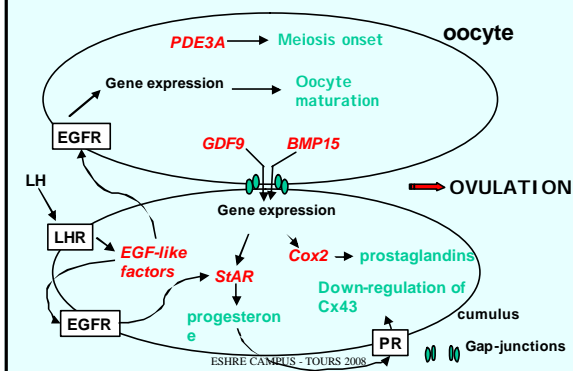 oocyte
PDE3A
Meiosis onset
Gene expression
Oocyte
maturation
EGFR
GDF9
BMP15
LH
OVULATION
Gene expression
LHR
EGF-like
factors
Cox2
prostaglandins
StAR
Down-regulation of
Cx43
EGFR
progesteron
e
cumulus
PR
Gap-junctions
ESHRE CAMPUS - TOURS 2008